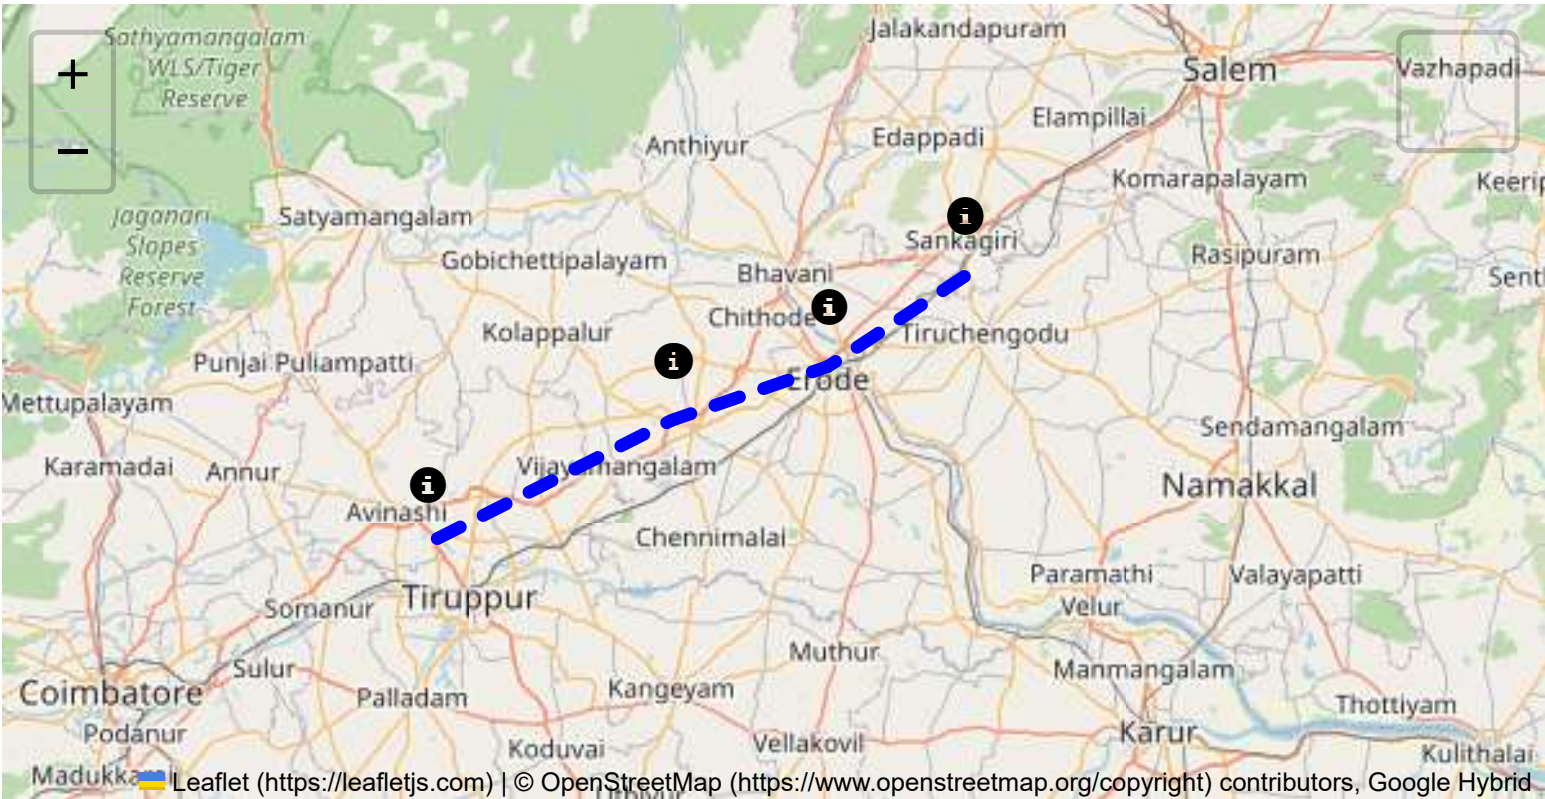 Jalakandapuram
Sathyamangalam
WLS/Tiger
Reserve
Salem
Vazhapadi
+
−
Elampillai
Edappadi
Anthiyur
Komarapalayam
Jaganari
Slopes
Reserve
Forest
Satyamangalam
i
Sankagiri
Rasipuram
Gobichettipalayam
Bhavani
i
Chithode
Kolappalur
Tiruchengodu
i
Punjai Puliampatti
Erode
Mettupalayam
Sendamangalam
Karamadai
Annur
Vijayamangalam
i
Namakkal
Avinashi
Chennimalai
Paramathi
Velur
Valayapatti
Tiruppur
Somanur
Muthur
Sulur
Manmangalam
Coimbatore
Palladam
Kangeyam
Thottiyam
Podanur
Karur
Koduvai
Vellakovil
Kulithalai
Leaflet (https://leafletjs.com) | © OpenStreetMap (https://www.openstreetmap.org/copyright) contributors, Google Hybrid